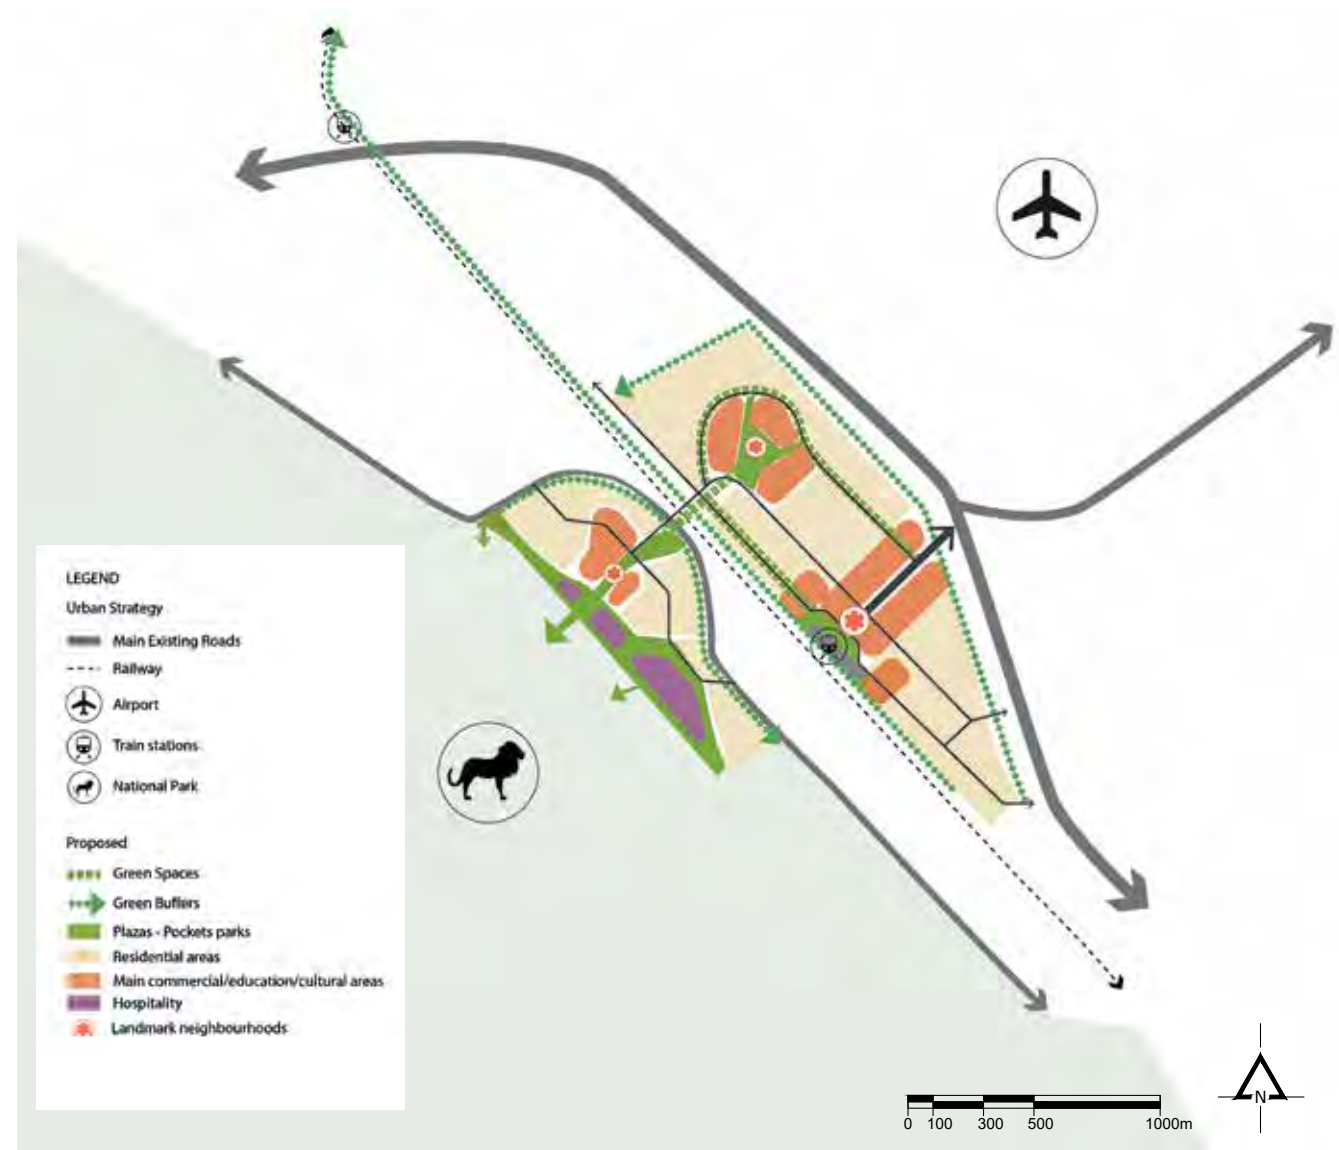 LEGEND
Urban Strategy
Main Existing Roads
Railway
Airport
Train stations
National Park
Proposed
Green Spaces
Green Buffers
Plazas - Pockets parks
Residential areas
Main commercial/education/cultural areas
Hospitality
Landmark neighbourhoods
0 100 300 500 1000m
N